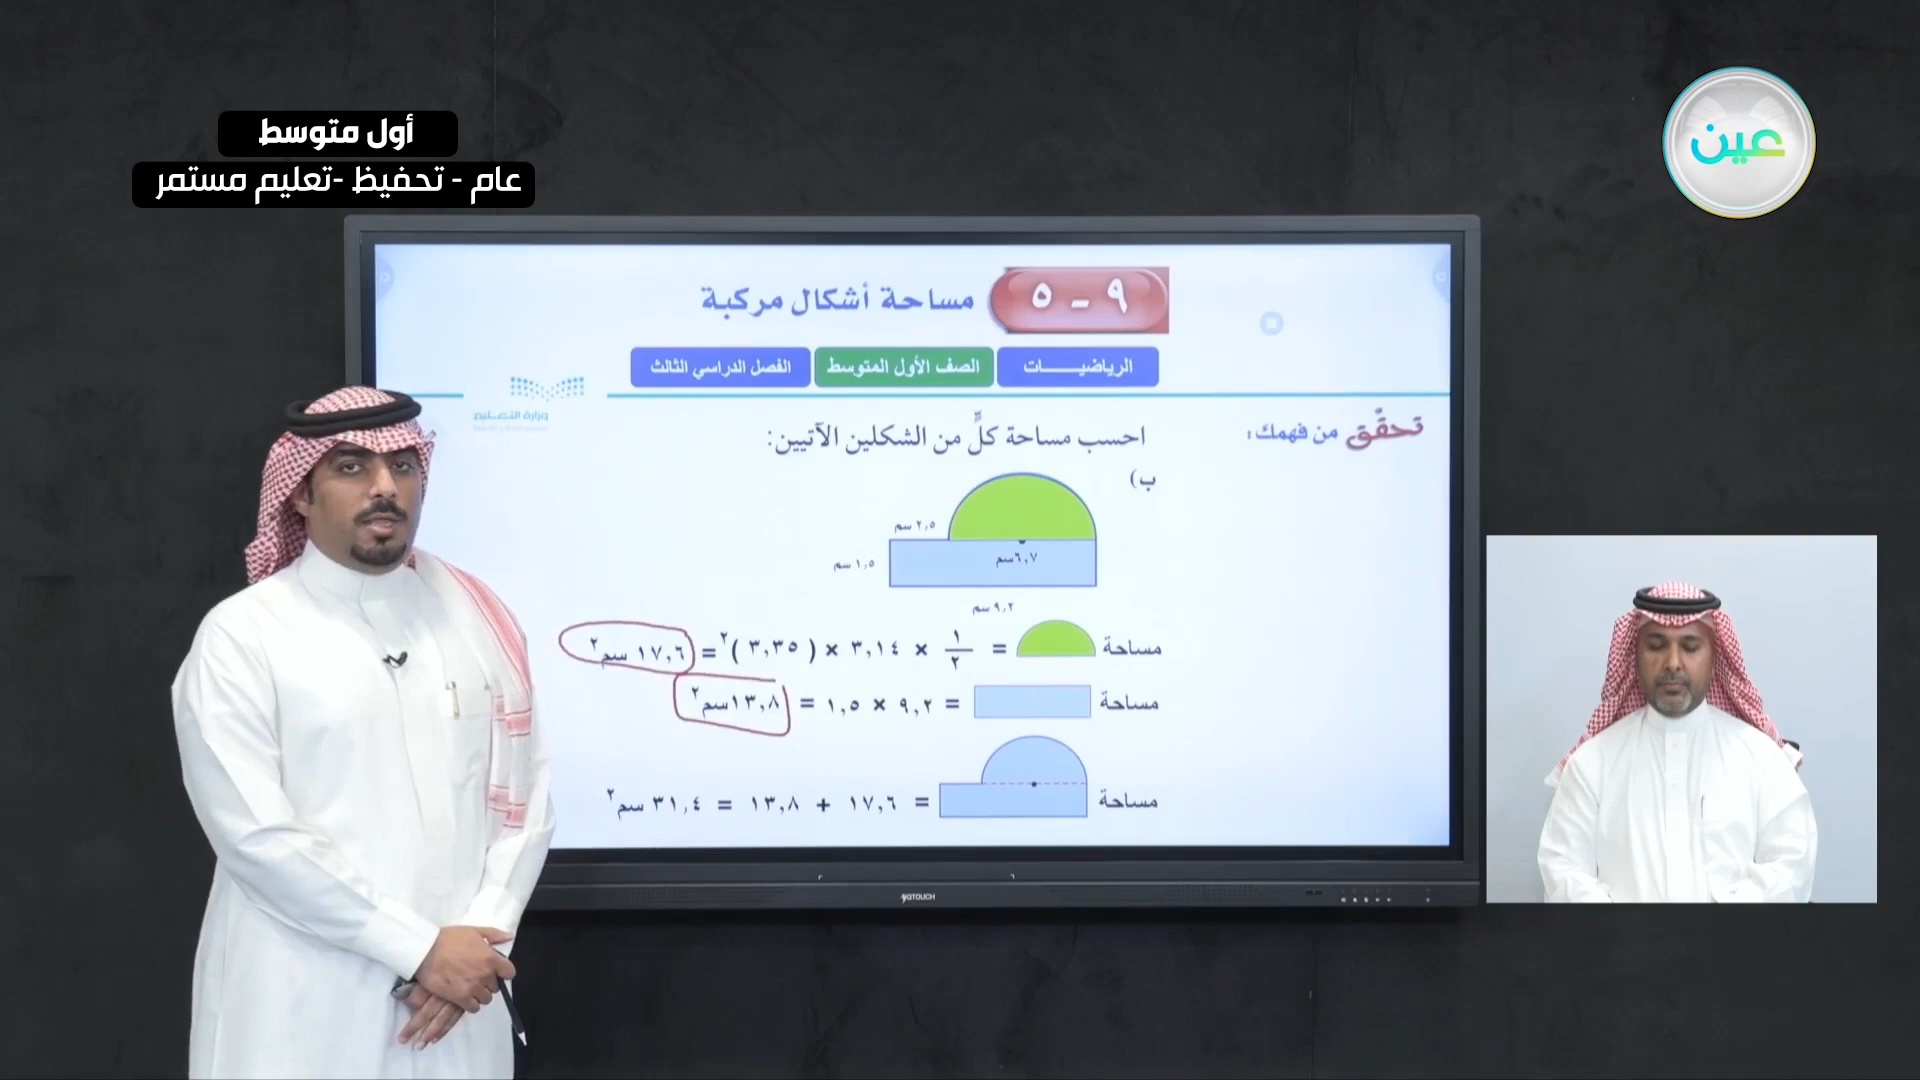 أول متوسط
عام - تحفيظ -تعليم مستمر
عين
٩ - ٥ مساحة أشكال مركبة
الرياضيـــــات الصف الأول المتوسط الفصل الدراسي الثالث
وزارة التعـليم
تحقَّق من فهمك:
احسب مساحة كلٍّ من الشكلين الآتيين:
ب)
٢,٥ سم
٦,٧سم
١,٥ سم
٩,٢ سم
مساحة = ١/٢ × ٣,١٤ × (٣,٣٥)٢ = ١٧,٦ سم٢
مساحة = ٩,٢ × ١,٥ = ١٣,٨سم٢
مساحة = ١٧,٦ + ١٣,٨ = ٣١,٤ سم٢